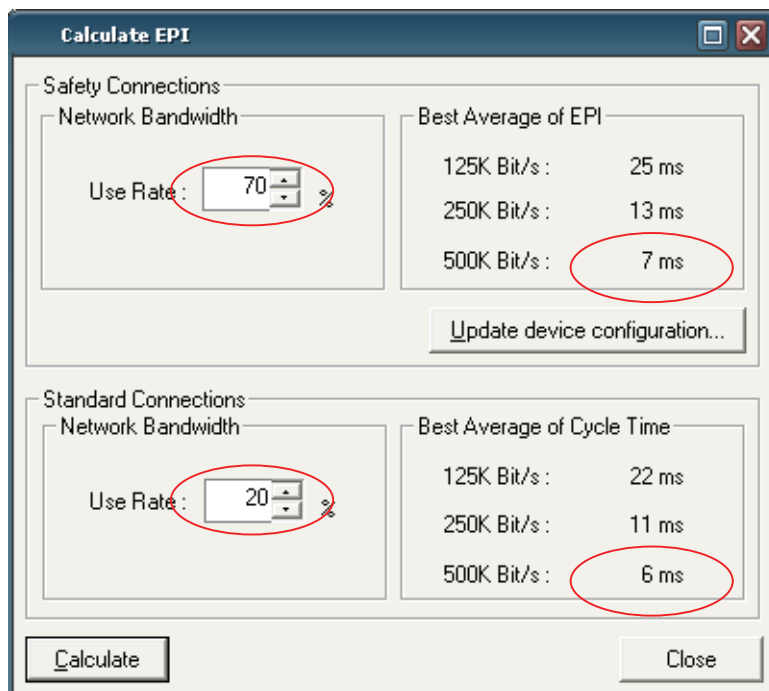 Calculate EPI
Safety Connections
Network Bandwidth
Use Rate : 70 %
Best Average of EPI
125K Bit/s : 25 ms
250K Bit/s : 13 ms
500K Bit/s : 7 ms
Update device configuration...
Standard Connections
Network Bandwidth
Use Rate : 20 %
Best Average of Cycle Time
125K Bit/s : 22 ms
250K Bit/s : 11 ms
500K Bit/s : 6 ms
Calculate
Close